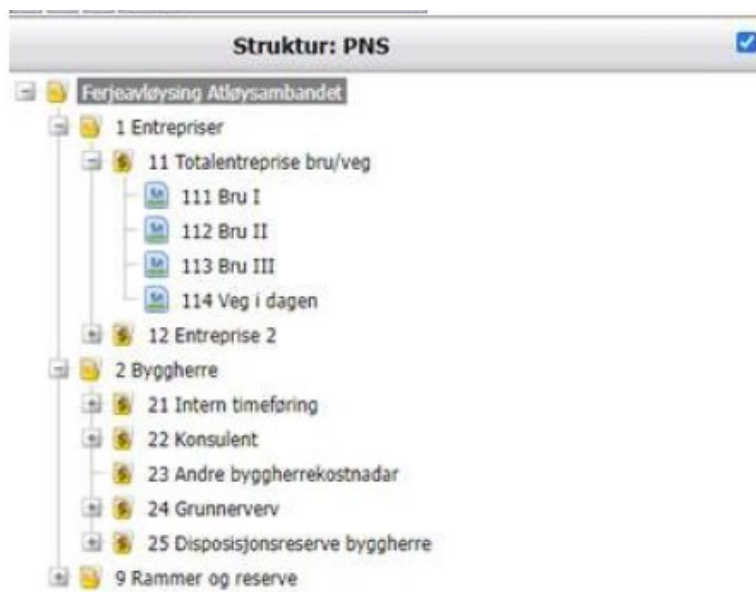 Struktur: PNS
Ferjeavløysing Atløysambandet
1 Entrepriser
11 Totalentreprise bru/veg
111 Bru I
112 Bru II
113 Bru III
114 Veg i dagen
12 Entreprise 2
2 Byggherre
21 Intern timeføring
22 Konsulent
23 Andre byggherrekostnadar
24 Grunnerverv
25 Disposisjonsreserve byggherre
9 Rammer og reserve